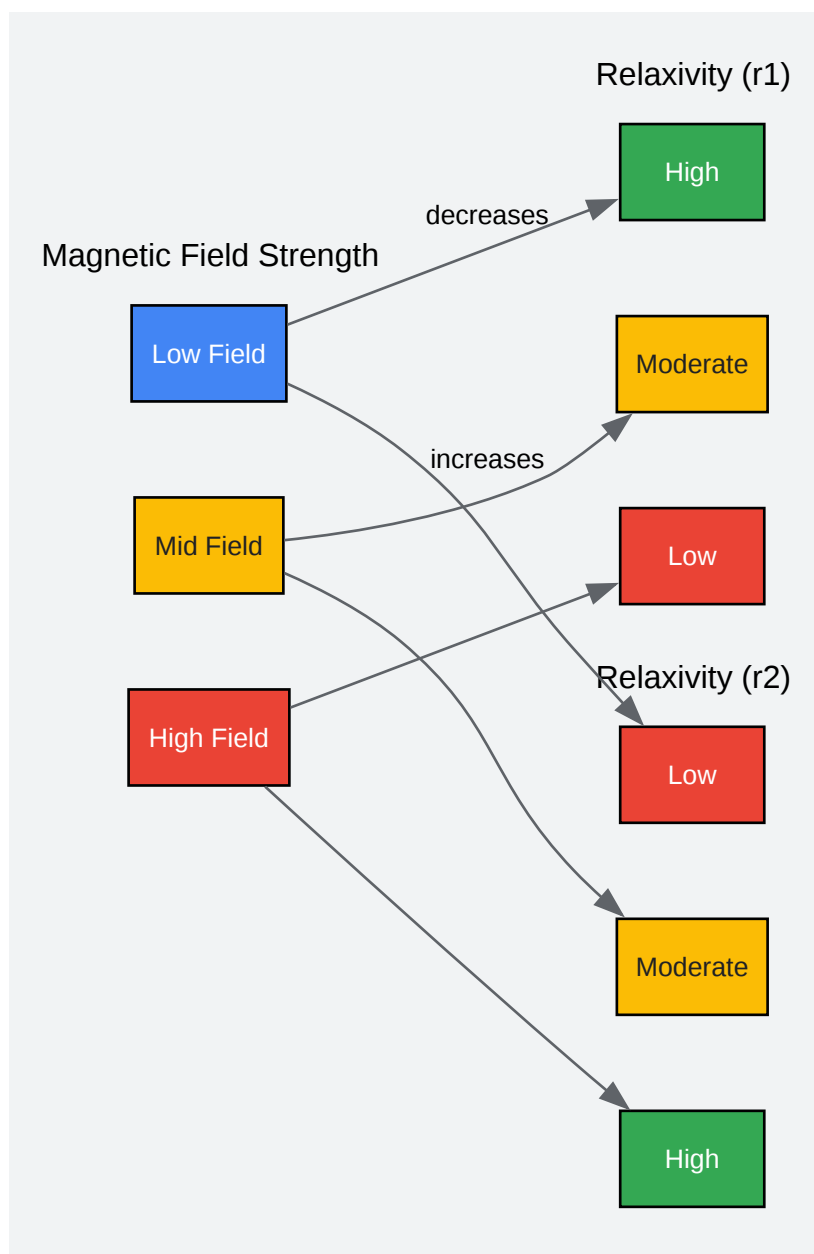 Relaxivity (r1)
High
decreases
Magnetic Field Strength
Low Field
Moderate
increases
Mid Field
Low
Relaxivity (r2)
High Field
Low
Moderate
High